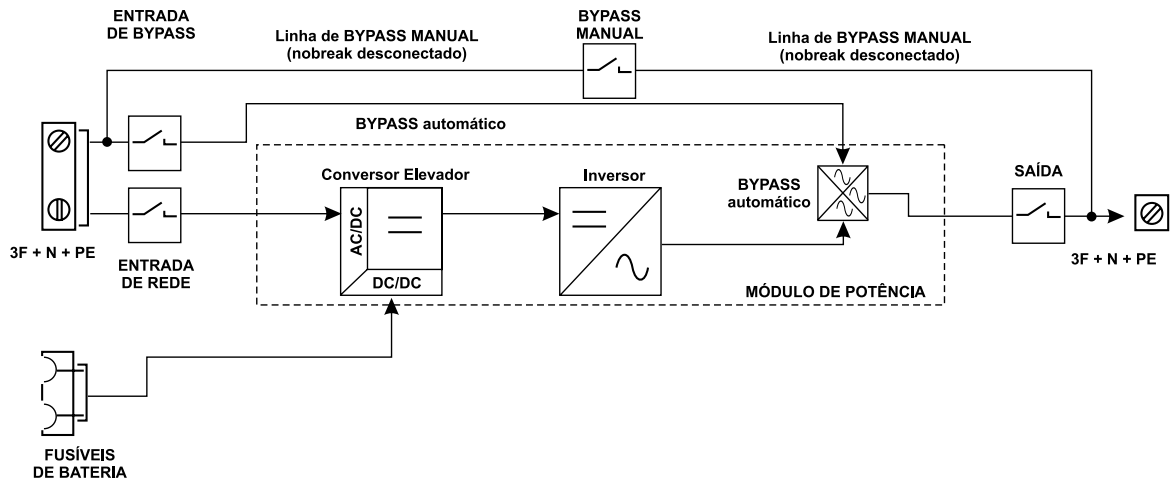 ENTRADA
DE BYPASS
Linha de BYPASS MANUAL
(nobreak desconectado)
BYPASS
MANUAL
Linha de BYPASS MANUAL
(nobreak desconectado)
BYPASS automático
Conversor Elevador
Inversor
BYPASS
automático
SAÍDA
AC/DC
DC/DC
3F + N + PE
ENTRADA
DE REDE
MÓDULO DE POTÊNCIA
3F + N + PE
FUSÍVEIS
DE BATERIA